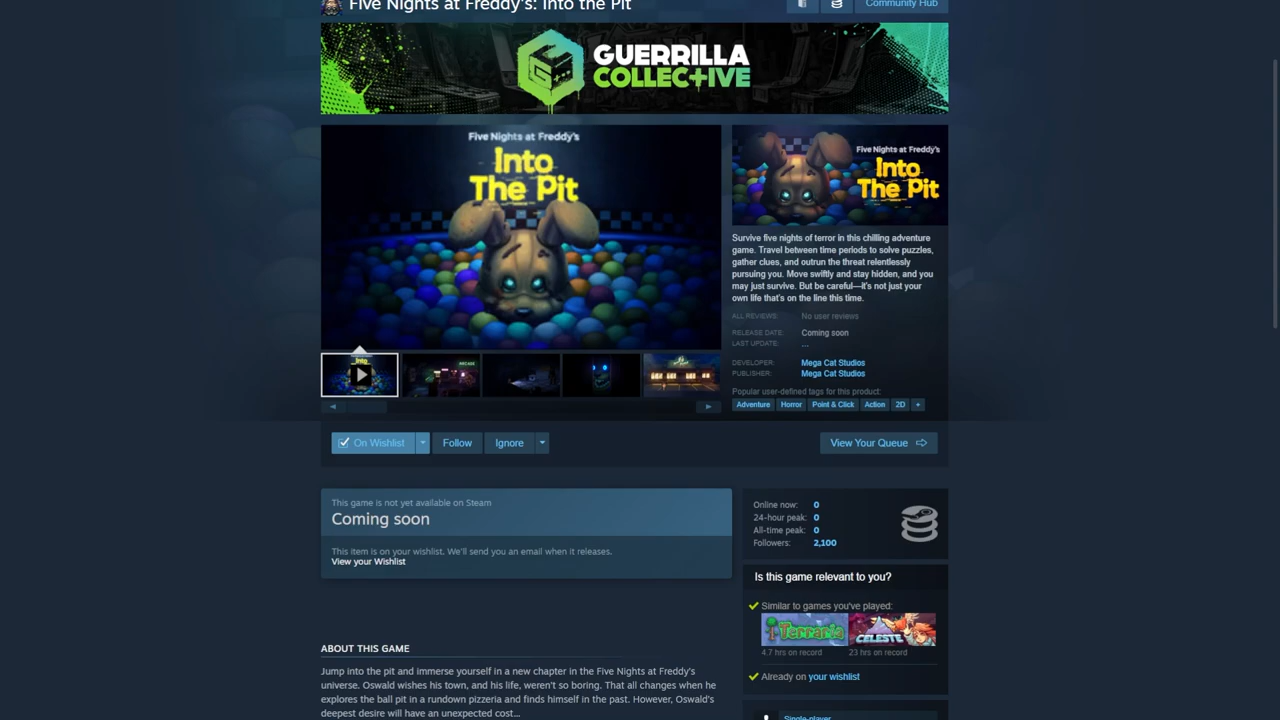 Five Nights at Freddy's: Into the Pit
Community Hub
GUERRILLA
COLLEC+IVE
Five Nights at Freddy's
Into
The Pit
Five Nights at Freddy's
Into
The Pit
Survive five nights of terror in this chilling adventure
game. Travel between time periods to solve puzzles,
gather clues, and outrun the threat relentlessly
pursuing you. Move swiftly and stay hidden, and you
may just survive. But be careful—it's not just your
own life that's on the line this time.
ALL REVIEWS: No user reviews
RELEASE DATE: Coming soon
LAST UPDATE: ...
DEVELOPER: Mega Cat Studios
PUBLISHER: Mega Cat Studios
Popular user-defined tags for this product:
Adventure Horror Point & Click Action 2D +
Into
ARCADE
On Wishlist Follow Ignore View Your Queue
This game is not yet available on Steam
Coming soon
This item is on your wishlist. We'll send you an email when it releases.
View your Wishlist
Online now: 0
24-hour peak: 0
All-time peak: 0
Followers: 2,100
Is this game relevant to you?
Similar to games you've played:
Terraria CELESTE
4.7 hrs on record 23 hrs on record
Already on your wishlist
Single-player
ABOUT THIS GAME
Jump into the pit and immerse yourself in a new chapter in the Five Nights at Freddy's
universe. Oswald wishes his town, and his life, weren't so boring. That all changes when he
explores the ball pit in a rundown pizzeria and finds himself in the past. However, Oswald's
deepest desire will have an unexpected cost...